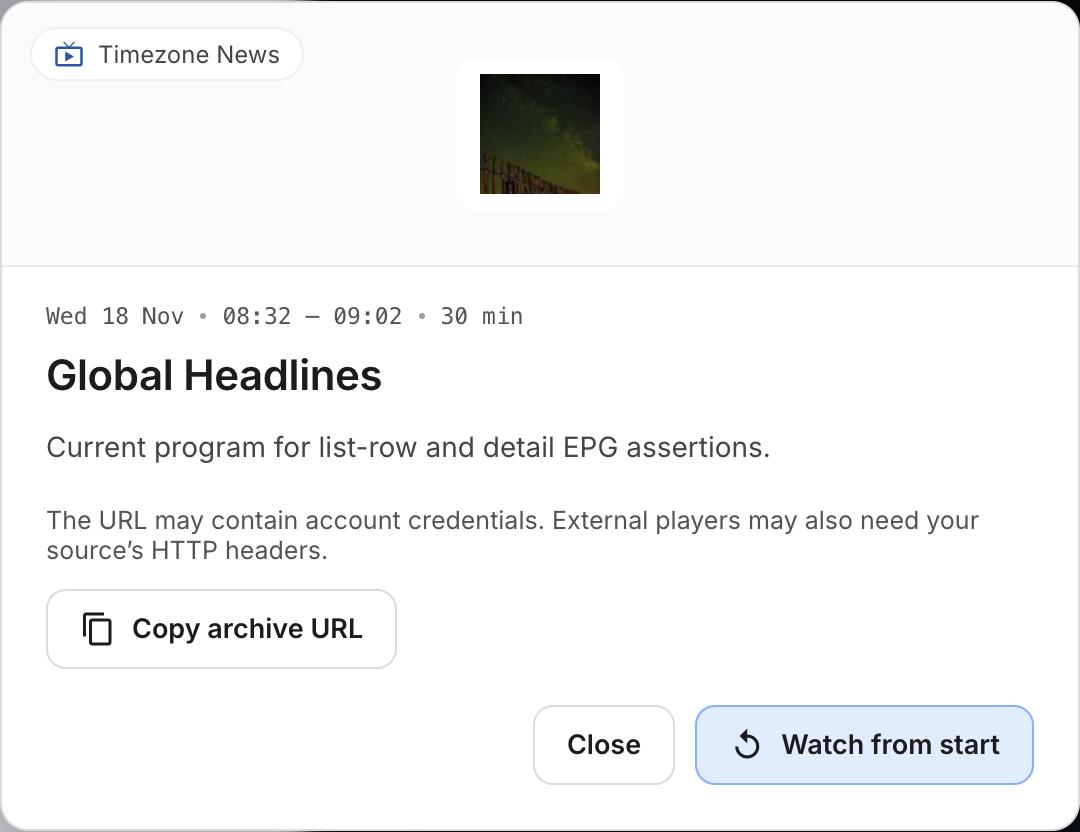 Timezone News
Wed 18 Nov • 08:32 – 09:02 • 30 min
Global Headlines
Current program for list-row and detail EPG assertions.
The URL may contain account credentials. External players may also need your
source’s HTTP headers.
Copy archive URL
Close
Watch from start